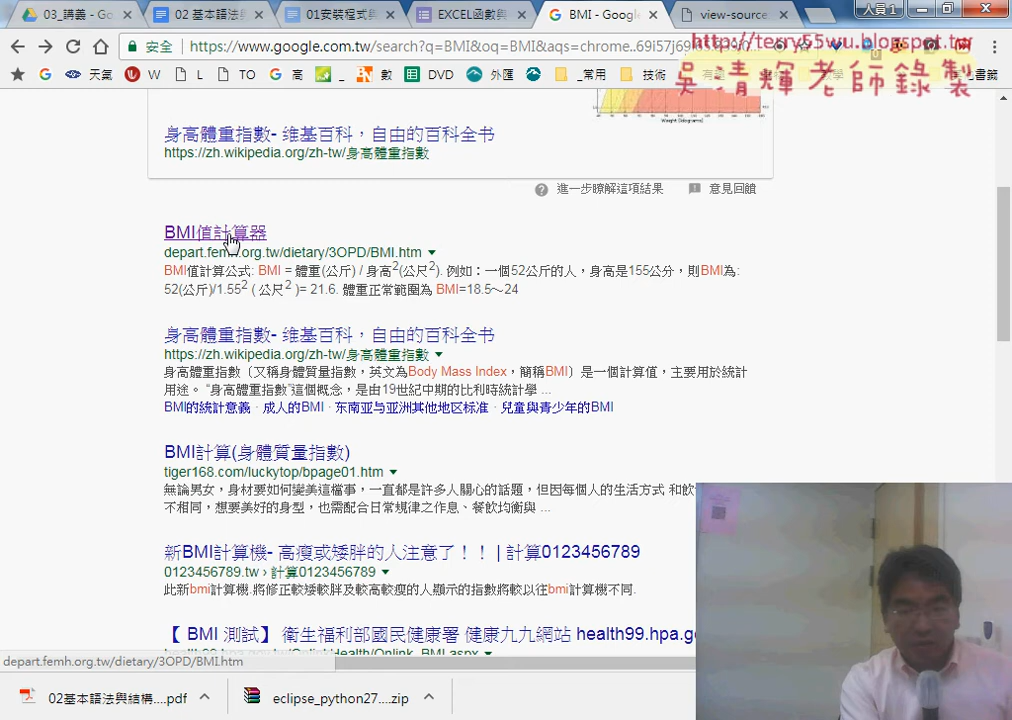 03_講義 - Go
02 基本語法與
01安裝程式與
EXCEL函數與
BMI - Google
view-source:
人員 1
安全
https://www.google.com.tw/search?q=BMI&oq=BMI&aqs=chrome..69i57j69i
http://terry55wu.blogspot.tw
吳清輝老師錄製
天氣
W
L
TO
高
_
數
DVD
外匯
_常用
技術
身高體重指數- 维基百科，自由的百科全书
https://zh.wikipedia.org/zh-tw/身高體重指數
進一步瞭解這項結果
意見回饋
BMI值計算器
depart.femh.org.tw/dietary/3OPD/BMI.htm
BMI值計算公式: BMI = 體重(公斤) / 身高²(公尺²). 例如：一個52公斤的人，身高是155公分，則BMI為:
52(公斤)/1.55² ( 公尺² )= 21.6. 體重正常範圍為 BMI=18.5～24
身高體重指數- 维基百科，自由的百科全书
https://zh.wikipedia.org/zh-tw/身高體重指數
身高體重指數（又稱身體質量指數，英文為Body Mass Index，簡稱BMI）是一個計算值，主要用於統計
用途。 "身高體重指數"這個概念，是由19世紀中期的比利時統計學 ...
BMI的統計意義 · 成人的BMI · 东南亚与亚洲其他地区标准 · 兒童與青少年的BMI
BMI計算(身體質量指數)
tiger168.com/luckytop/bpage01.htm
無論男女，身材要如何變美這檔事，一直都是許多人關心的話題，但因每個人的生活方式 和飲
不相同，想要美好的身型，也需配合日常規律之作息、餐飲均衡與 ...
新BMI計算機- 高瘦或矮胖的人注意了！！ | 計算0123456789
0123456789.tw › 計算0123456789
此新bmi計算機.將修正較矮較胖及較高較瘦的人顯示的指數將較以往bmi計算機不同.
【 BMI 測試】 衛生福利部國民健康署 健康九九網站 health99.hpa.go
health99.hpa.gov.tw/OnlinkHealth/Onlink_BMI.aspx
depart.femh.org.tw/dietary/3OPD/BMI.htm
02基本語法與結構....pdf
eclipse_python27....zip